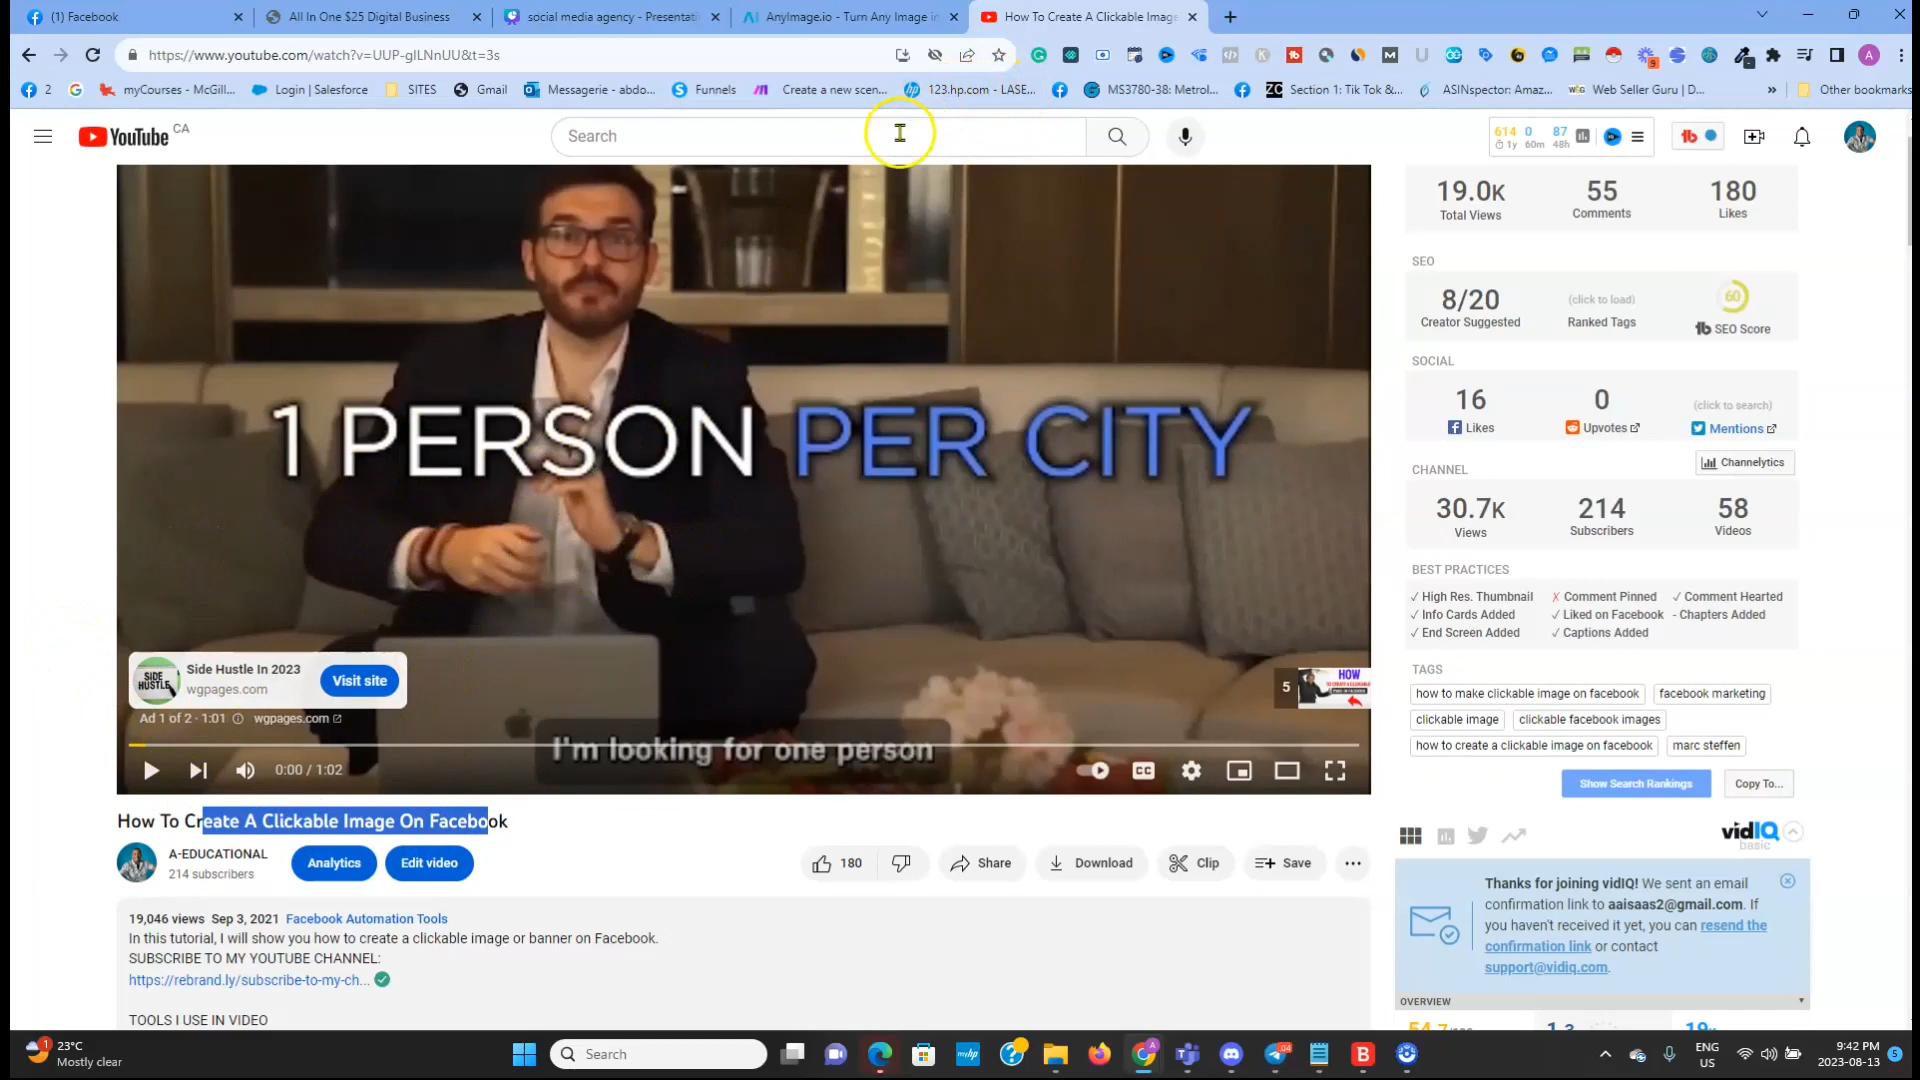 (1) Facebook
All In One $25 Digital Business
social media agency - Presentati
AnyImage.io - Turn Any Image in
How To Create A Clickable Image
https://www.youtube.com/watch?v=UUP-glLNnUU&t=3s
2
myCourses - McGill...
Login | Salesforce
SITES
Gmail
Messagerie - abdo...
Funnels
Create a new scen...
123.hp.com - LASE...
MS3780-38: Metrol...
Section 1: Tik Tok &...
ASINspector: Amaz...
Web Seller Guru | D...
»
Other bookmarks
YouTube CA
Search
614 0 87
1y 60m 48h
19.0K 55 180
Total Views Comments Likes
SEO
8/20 (click to load) 60
Creator Suggested Ranked Tags SEO Score
SOCIAL
16 0 (click to search)
Likes Upvotes Mentions
Channelytics
CHANNEL
30.7K 214 58
Views Subscribers Videos
BEST PRACTICES
✓ High Res. Thumbnail ✗ Comment Pinned ✓ Comment Hearted
✓ Info Cards Added ✓ Liked on Facebook - Chapters Added
✓ End Screen Added ✓ Captions Added
TAGS
how to make clickable image on facebook facebook marketing
clickable image clickable facebook images
how to create a clickable image on facebook marc steffen
Show Search Rankings Copy To...
1 PERSON PER CITY
SIDE HUSTLE
Side Hustle In 2023
wgpages.com
Visit site
Ad 1 of 2 · 1:01 wgpages.com
5
HOW
I'm looking for one person
0:00 / 1:02
CC
How To Create A Clickable Image On Facebook
A-EDUCATIONAL
214 subscribers
Analytics
Edit video
180
Share
Download
Clip
Save
19,046 views Sep 3, 2021 Facebook Automation Tools
In this tutorial, I will show you how to create a clickable image or banner on Facebook.
SUBSCRIBE TO MY YOUTUBE CHANNEL:
https://rebrand.ly/subscribe-to-my-ch...
TOOLS I USE IN VIDEO
vidIQ
basic
Thanks for joining vidIQ! We sent an email
confirmation link to aaisaas2@gmail.com. If
you haven't received it yet, you can resend the
confirmation link or contact
support@vidiq.com.
OVERVIEW
23°C
Mostly clear
Search
ENG
US
9:42 PM
2023-08-13
5